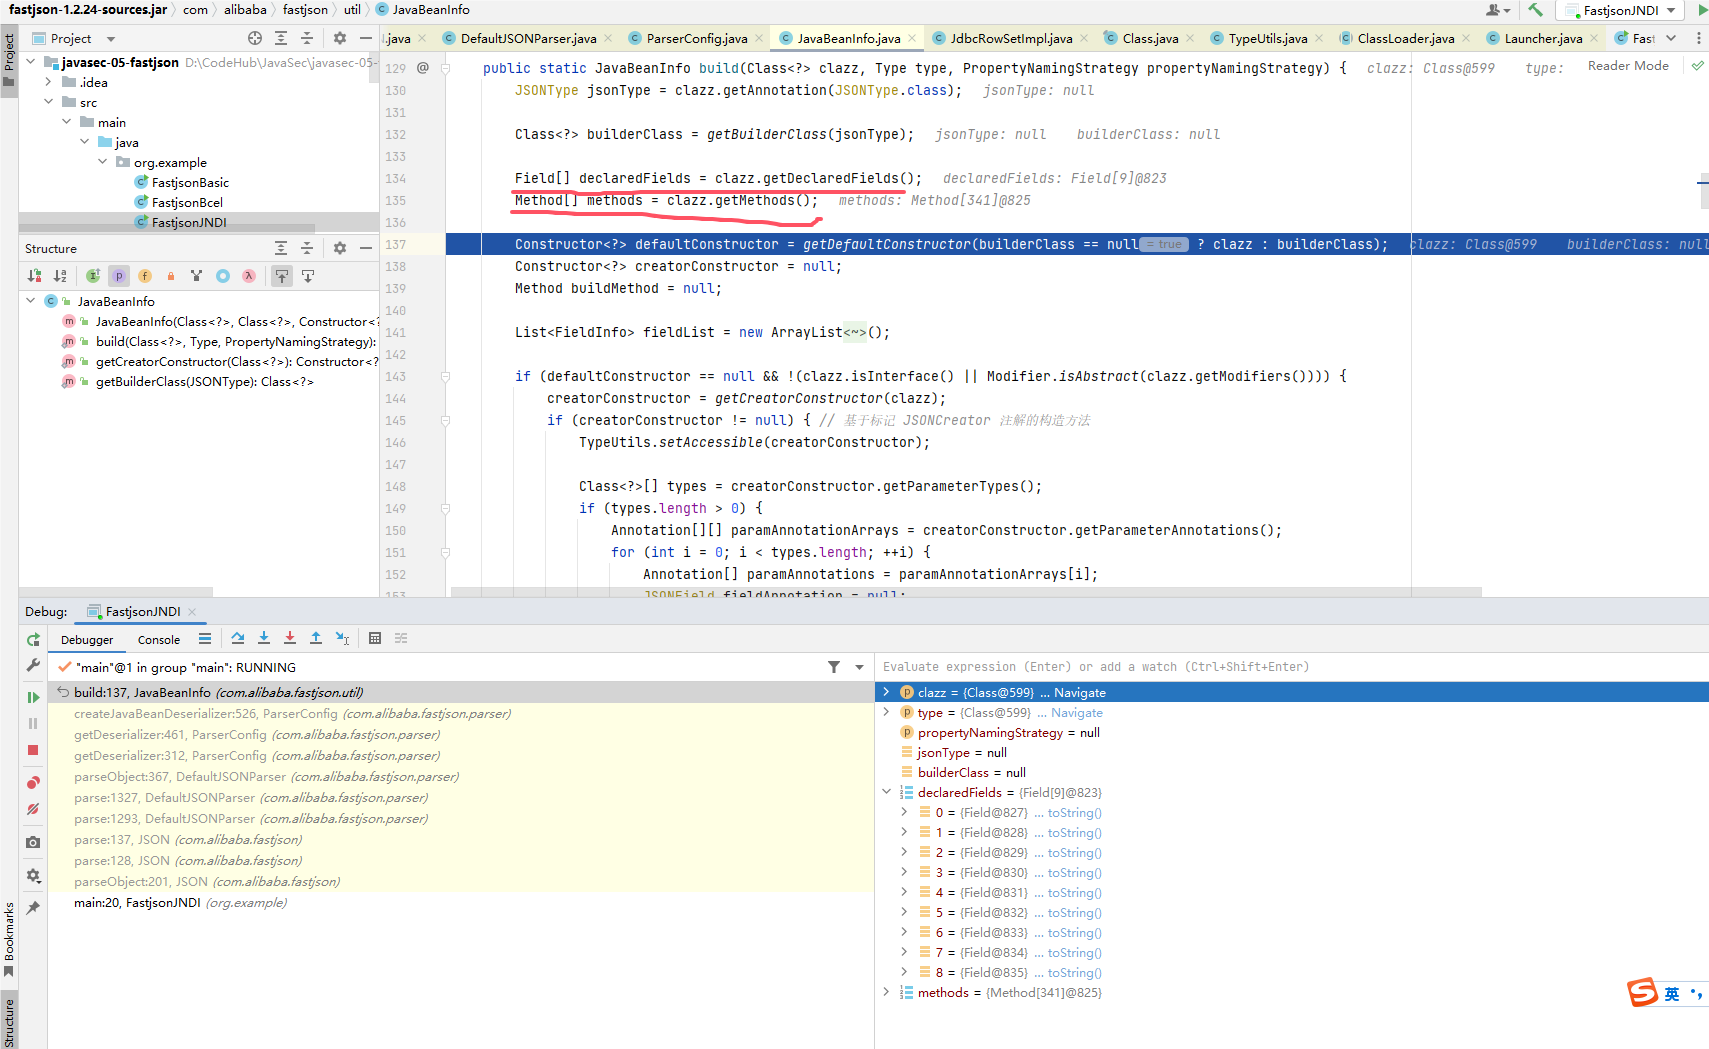 fastjson-1.2.24-sources.jar com alibaba fastjson util JavaBeanInfo FastjsonJNDI
Project
Project l.java DefaultJSONParser.java ParserConfig.java JavaBeanInfo.java JdbcRowSetImpl.java Class.java TypeUtils.java ClassLoader.java Launcher.java Fast
javasec-05-fastjson D:\CodeHub\JavaSec\javasec-05-
.idea
src
main
java
org.example
FastjsonBasic
FastjsonBcel
FastjsonJNDI
Structure
JavaBeanInfo
JavaBeanInfo(Class<?>, Class<?>, Constructor<?
build(Class<?>, Type, PropertyNamingStrategy):
getCreatorConstructor(Class<?>): Constructor<?
getBuilderClass(JSONType): Class<?>
Reader Mode
129 @ public static JavaBeanInfo build(Class<?> clazz, Type type, PropertyNamingStrategy propertyNamingStrategy) { clazz: Class@599 type:
130 JSONType jsonType = clazz.getAnnotation(JSONType.class); jsonType: null
131
132 Class<?> builderClass = getBuilderClass(jsonType); jsonType: null builderClass: null
133
134 Field[] declaredFields = clazz.getDeclaredFields(); declaredFields: Field[9]@823
135 Method[] methods = clazz.getMethods(); methods: Method[341]@825
136
137 Constructor<?> defaultConstructor = getDefaultConstructor(builderClass == null = true ? clazz : builderClass); clazz: Class@599 builderClass: null
138 Constructor<?> creatorConstructor = null;
139 Method buildMethod = null;
140
141 List<FieldInfo> fieldList = new ArrayList<~>();
142
143 if (defaultConstructor == null && !(clazz.isInterface() || Modifier.isAbstract(clazz.getModifiers()))) {
144 creatorConstructor = getCreatorConstructor(clazz);
145 if (creatorConstructor != null) { // 基于标记 JSONCreator 注解的构造方法
146 TypeUtils.setAccessible(creatorConstructor);
147
148 Class<?>[] types = creatorConstructor.getParameterTypes();
149 if (types.length > 0) {
150 Annotation[][] paramAnnotationArrays = creatorConstructor.getParameterAnnotations();
151 for (int i = 0; i < types.length; ++i) {
152 Annotation[] paramAnnotations = paramAnnotationArrays[i];
153 JSONField fieldAnnotation = null;
Debug: FastjsonJNDI
Debugger Console
"main"@1 in group "main": RUNNING
build:137, JavaBeanInfo (com.alibaba.fastjson.util)
createJavaBeanDeserializer:526, ParserConfig (com.alibaba.fastjson.parser)
getDeserializer:461, ParserConfig (com.alibaba.fastjson.parser)
getDeserializer:312, ParserConfig (com.alibaba.fastjson.parser)
parseObject:367, DefaultJSONParser (com.alibaba.fastjson.parser)
parse:1327, DefaultJSONParser (com.alibaba.fastjson.parser)
parse:1293, DefaultJSONParser (com.alibaba.fastjson.parser)
parse:137, JSON (com.alibaba.fastjson)
parse:128, JSON (com.alibaba.fastjson)
parseObject:201, JSON (com.alibaba.fastjson)
main:20, FastjsonJNDI (org.example)
Evaluate expression (Enter) or add a watch (Ctrl+Shift+Enter)
clazz = {Class@599} ... Navigate
type = {Class@599} ... Navigate
propertyNamingStrategy = null
jsonType = null
builderClass = null
declaredFields = {Field[9]@823}
0 = {Field@827} ... toString()
1 = {Field@828} ... toString()
2 = {Field@829} ... toString()
3 = {Field@830} ... toString()
4 = {Field@831} ... toString()
5 = {Field@832} ... toString()
6 = {Field@833} ... toString()
7 = {Field@834} ... toString()
8 = {Field@835} ... toString()
methods = {Method[341]@825}
Bookmarks
Structure
S 英